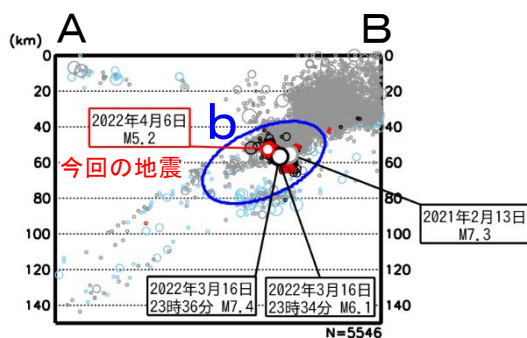 (km) A B
0 0
20 20
40 40
60 60
80 80
100 100
120 120
140 140
b
2022年4月6日
M5.2
今回の地震
2021年2月13日
M7.3
2022年3月16日
23時36分 M7.4
2022年3月16日
23時34分 M6.1
N=5546